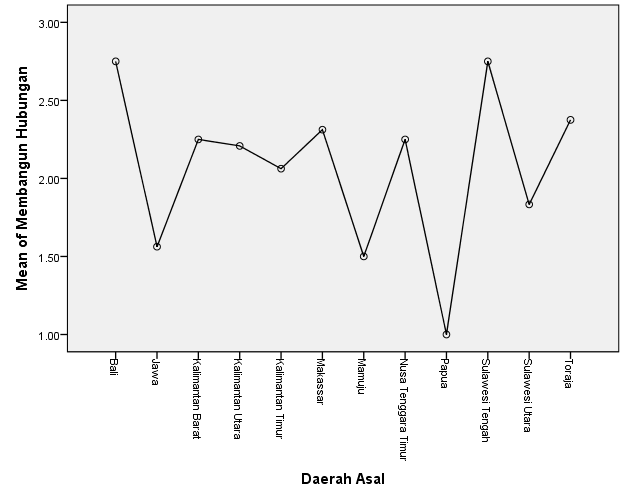 Mean of Membangun Hubungan
3.00
2.50
2.00
1.50
1.00
Bali
Jawa
Kalimantan Barat
Kalimantan Utara
Kalimantan Timur
Makassar
Mamuju
Nusa Tenggara Timur
Papua
Sulawesi Tengah
Sulawesi Utara
Toraja
Daerah Asal